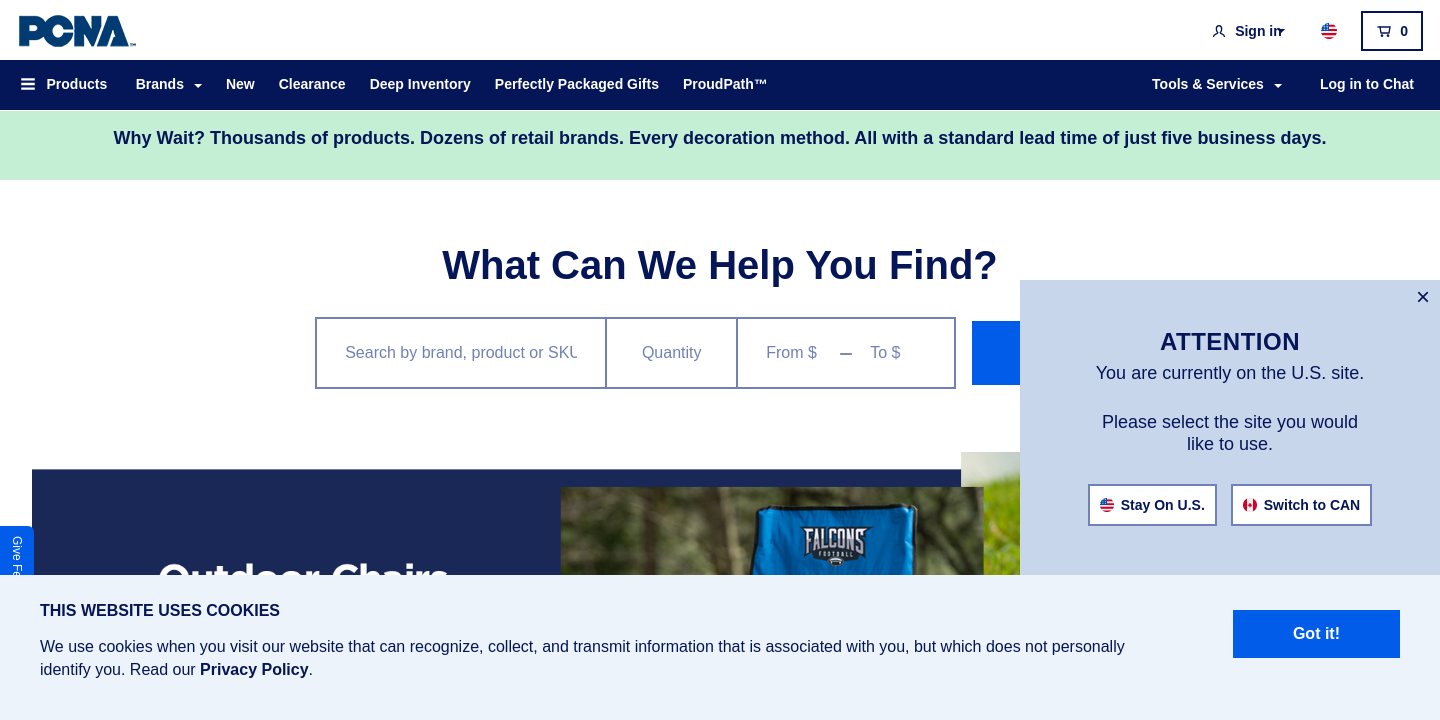 PCNA™
Sign in
0
Products
Brands
New
Clearance
Deep Inventory
Perfectly Packaged Gifts
ProudPath™
Tools & Services
Log in to Chat
Why Wait? Thousands of products. Dozens of retail brands. Every decoration method. All with a standard lead time of just five business days.
What Can We Help You Find?
Search by brand, product or SKU
Quantity
From $ – To $
×
ATTENTION
You are currently on the U.S. site.
Please select the site you would
like to use.
Stay On U.S.
Switch to CAN
FALCONS
FOOTBALL
Outdoor Chairs
Give
THIS WEBSITE USES COOKIES
We use cookies when you visit our website that can recognize, collect, and transmit information that is associated with you, but which does not personally
identify you. Read our Privacy Policy.
Got it!